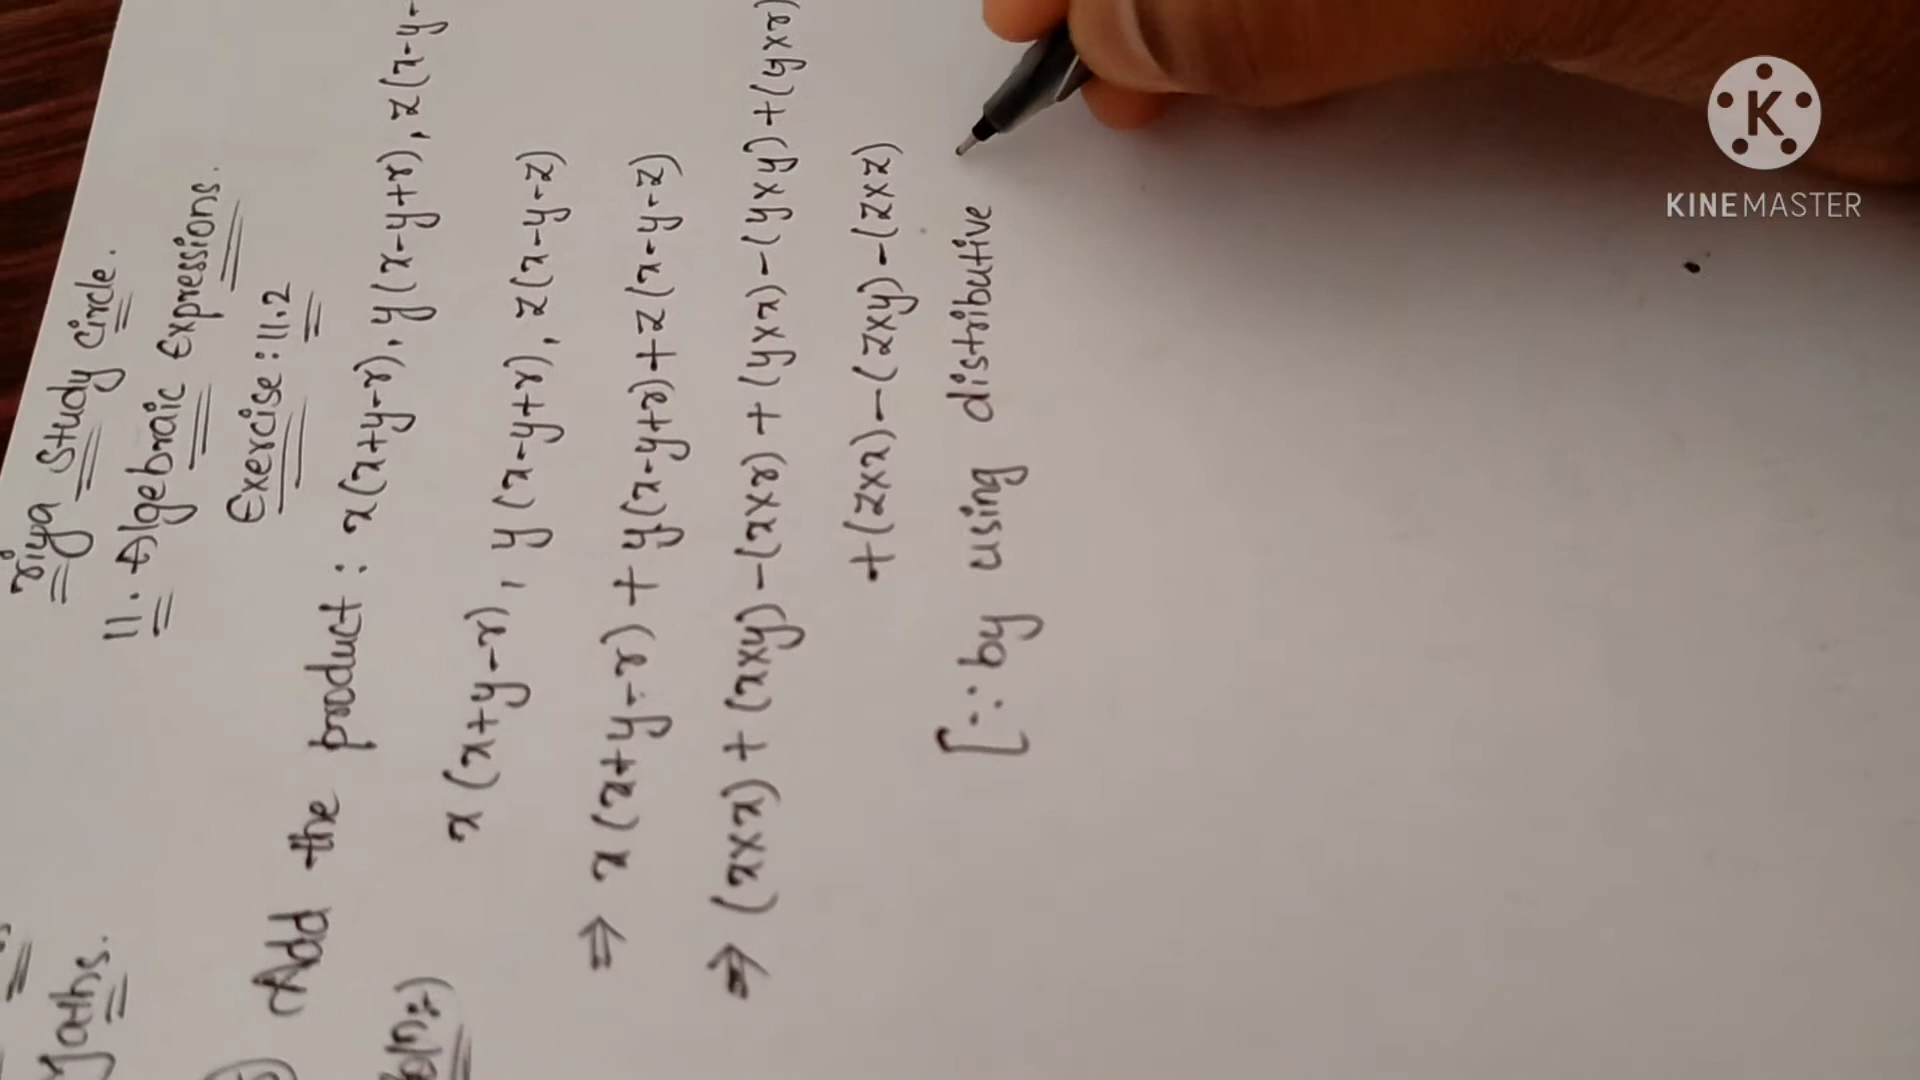 riya Study Circle.
Maths.
11. Algebraic Expressions.
Exercise: 11.2
Add the product: x(x+y-r), y(x-y+r), z(x-y-
Soln:-
x(x+y-r), y(x-y+r), z(x-y-z)
⇒ x(x+y-r) + y(x-y+r) + z(x-y-z)
⇒ (x×x) + (x×y) - (x×r) + (y×x) - (y×y) + (y×r)
+ (z×x) - (z×y) - (z×z)
[∵ by using distributive
KINEMASTER